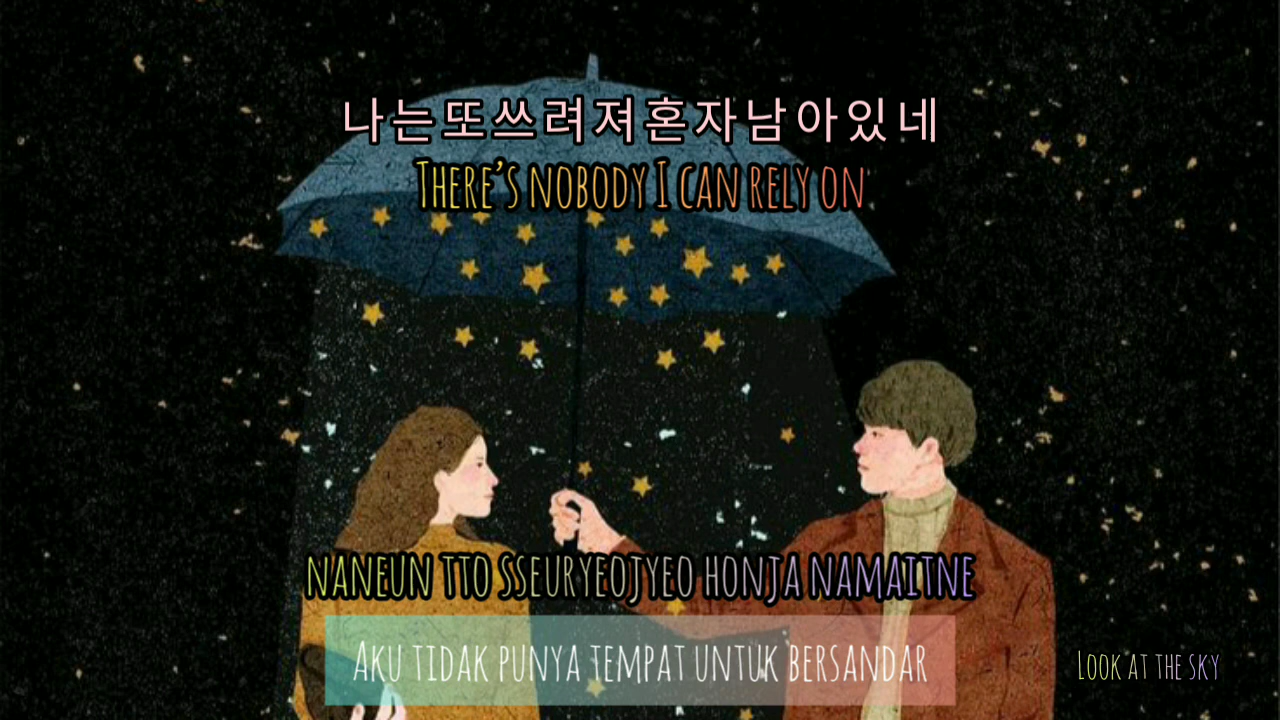 나는또쓰려져혼자남아있네
There's nobody I can rely on
naneun tto sseuryeojyeo honja namaitne
Aku tidak punya tempat untuk bersandar
Look at the sky